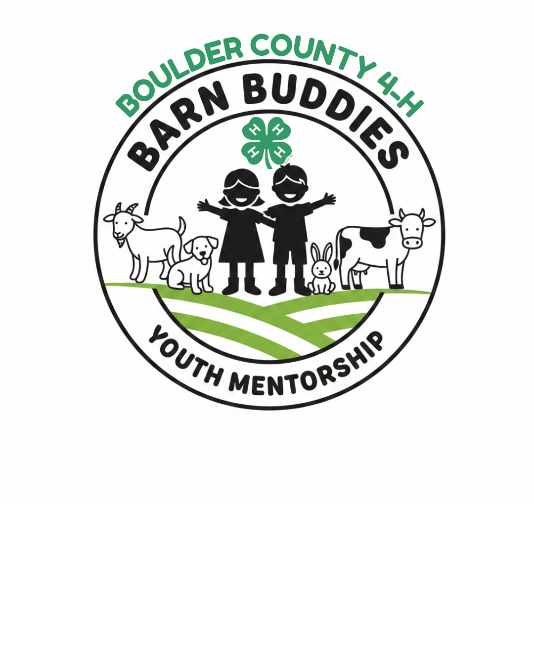 BOULDER COUNTY 4-H
BARN BUDDIES
H H
H H
YOUTH MENTORSHIP